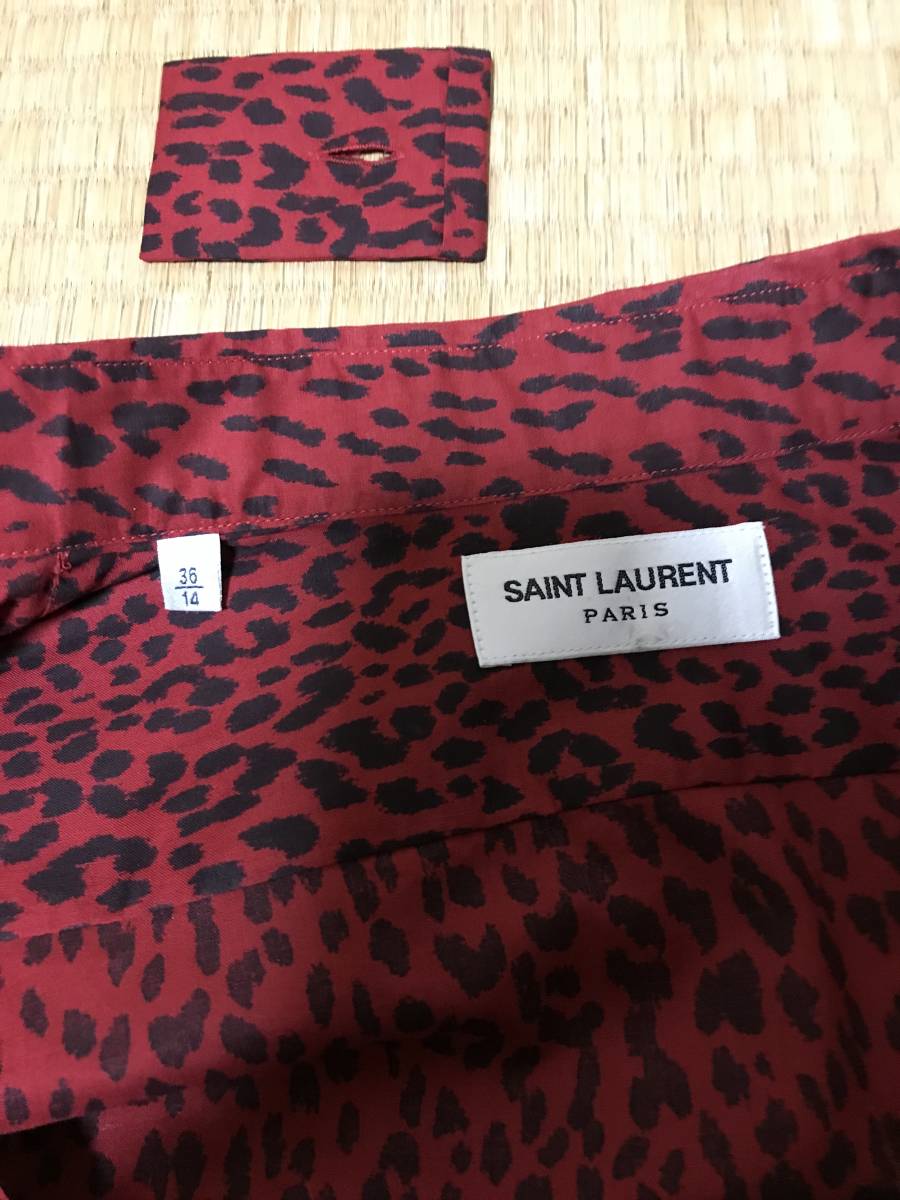 36
14
SAINT LAURENT
PARIS